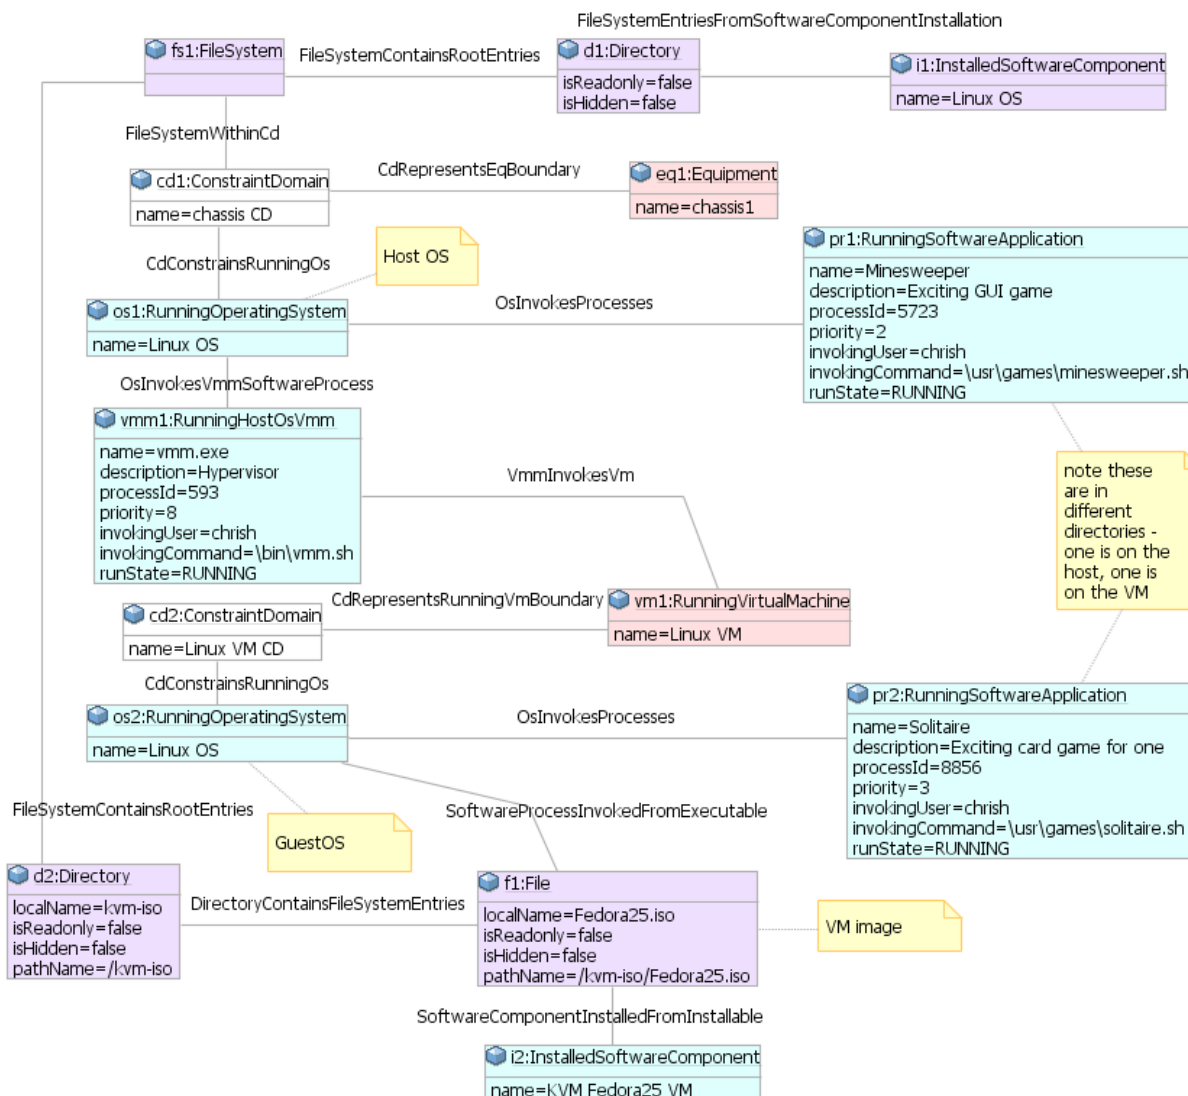 FileSystemEntriesFromSoftwareComponentInstallation
fs1:FileSystem
FileSystemContainsRootEntries
d1:Directory
isReadonly=false
isHidden=false
i1:InstalledSoftwareComponent
name=Linux OS
FileSystemWithinCd
cd1:ConstraintDomain
name=chassis CD
CdRepresentsEqBoundary
eq1:Equipment
name=chassis1
CdConstrainsRunningOs
Host OS
pr1:RunningSoftwareApplication
name=Minesweeper
description=Exciting GUI game
processId=5723
priority=2
invokingUser=chrish
invokingCommand=\usr\games\minesweeper.sh
runState=RUNNING
OsInvokesProcesses
os1:RunningOperatingSystem
name=Linux OS
OsInvokesVmmSoftwareProcess
vmm1:RunningHostOsVmm
name=vmm.exe
description=Hypervisor
processId=593
priority=8
invokingUser=chrish
invokingCommand=\bin\vmm.sh
runState=RUNNING
VmmInvokesVm
note these
are in
different
directories -
one is on the
host, one is
on the VM
cd2:ConstraintDomain
name=Linux VM CD
CdRepresentsRunningVmBoundary
vm1:RunningVirtualMachine
name=Linux VM
CdConstrainsRunningOs
os2:RunningOperatingSystem
name=Linux OS
OsInvokesProcesses
pr2:RunningSoftwareApplication
name=Solitaire
description=Exciting card game for one
processId=8856
priority=3
invokingUser=chrish
invokingCommand=\usr\games\solitaire.sh
runState=RUNNING
FileSystemContainsRootEntries
GuestOS
SoftwareProcessInvokedFromExecutable
d2:Directory
localName=kvm-iso
isReadonly=false
isHidden=false
pathName=/kvm-iso
DirectoryContainsFileSystemEntries
f1:File
localName=Fedora25.iso
isReadonly=false
isHidden=false
pathName=/kvm-iso/Fedora25.iso
VM image
SoftwareComponentInstalledFromInstallable
i2:InstalledSoftwareComponent
name=KVM Fedora25 VM